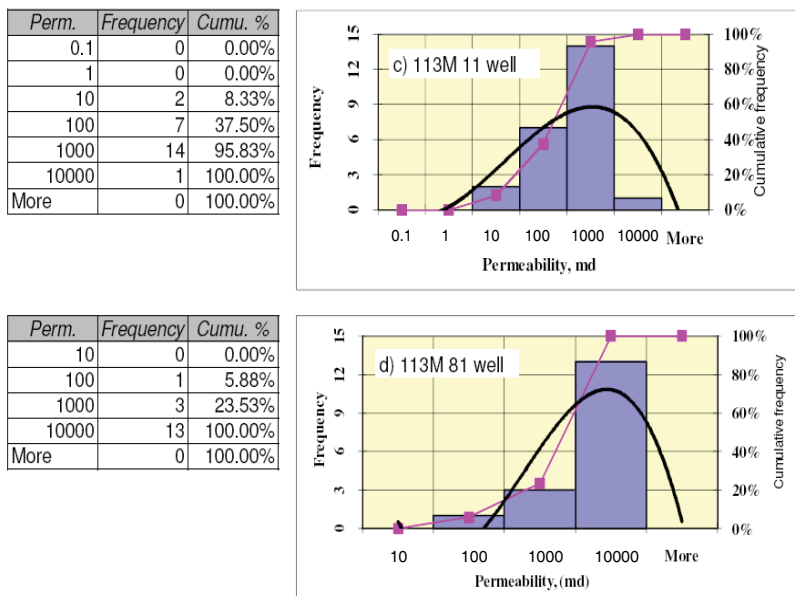 Perm. Frequency Cumu. %
0.1 0 0.00%
1 0 0.00%
10 2 8.33%
100 7 37.50%
1000 14 95.83%
10000 1 100.00%
More 0 100.00%
c) 113M 11 well
Frequency
15
12
9
6
3
0
100%
80%
60%
40%
20%
0%
Cumulative frequency
0.1 1 10 100 1000 10000 More
Permeability, md
Perm. Frequency Cumu. %
10 0 0.00%
100 1 5.88%
1000 3 23.53%
10000 13 100.00%
More 0 100.00%
d) 113M 81 well
Frequency
15
12
9
6
3
0
100%
80%
60%
40%
20%
0%
Cumulative frequency
10 100 1000 10000 More
Permeability, (md)